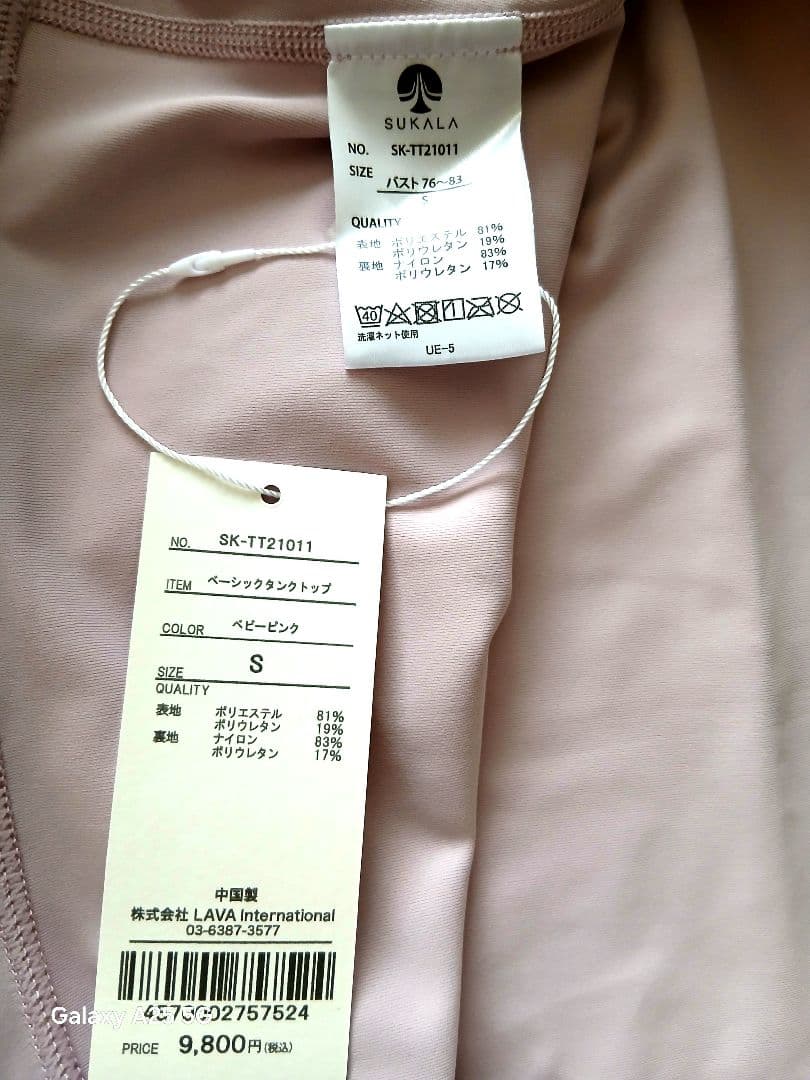 SUKALA
NO. SK-TT21011
SIZE バスト76〜83
S
QUALITY
表地 ポリエステル 81%
ポリウレタン 19%
裏地 ナイロン 83%
ポリウレタン 17%
40
洗濯ネット使用
UE-5
NO. SK-TT21011
ITEM ベーシックタンクトップ
COLOR ベビーピンク
SIZE S
QUALITY
表地 ポリエステル 81%
ポリウレタン 19%
裏地 ナイロン 83%
ポリウレタン 17%
中国製
株式会社 LAVA International
03-6387-3577
PRICE 9,800円(税込)
Galaxy